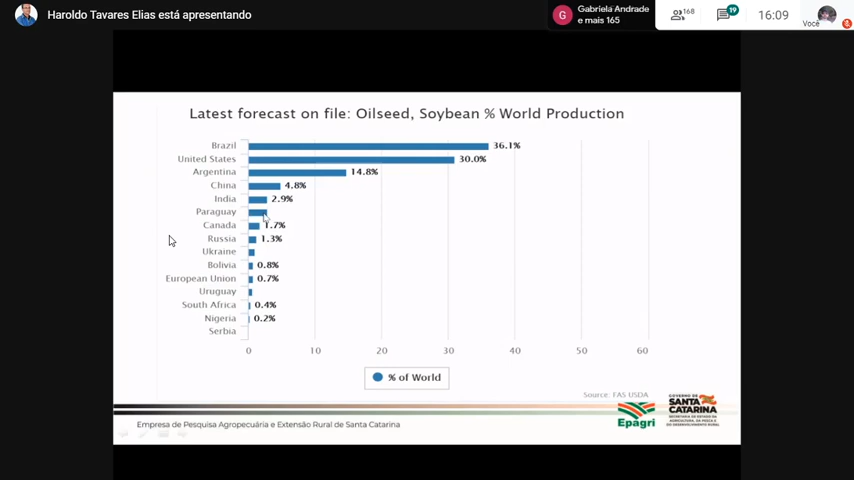 Haroldo Tavares Elias está apresentando
G
Gabriela Andrade
e mais 165
168
19
16:09
Você
Latest forecast on file: Oilseed, Soybean % World Production
Brazil 36.1%
United States 30.0%
Argentina 14.8%
China 4.8%
India 2.9%
Paraguay
Canada 1.7%
Russia 1.3%
Ukraine
Bolivia 0.8%
European Union 0.7%
Uruguay
South Africa 0.4%
Nigeria 0.2%
Serbia
0 10 20 30 40 50 60
% of World
Source: FAS USDA
Empresa de Pesquisa Agropecuária e Extensão Rural de Santa Catarina
Epagri
GOVERNO DE
SANTA
CATARINA
SECRETARIA DE ESTADO DA
AGRICULTURA, DA PESCA E
DO DESENVOLVIMENTO RURAL